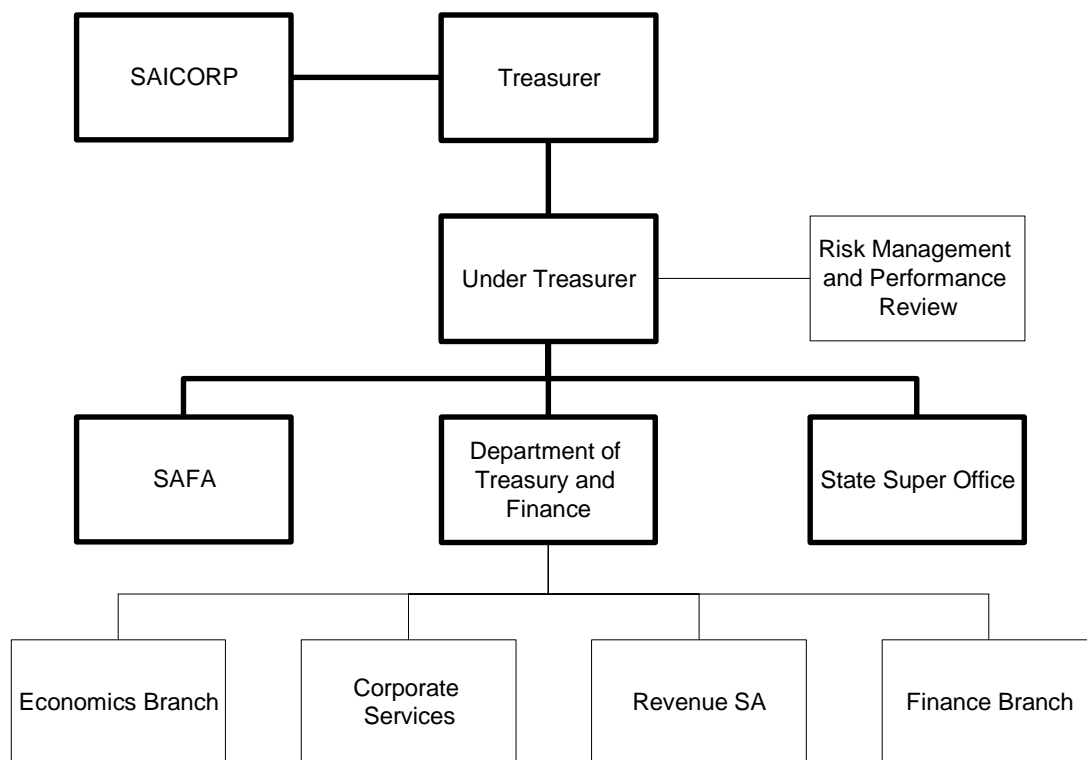 SAICORP
Treasurer
Under Treasurer
Risk Management
and Performance
Review
SAFA
Department of
Treasury and
Finance
State Super Office
Economics Branch
Corporate
Services
Revenue SA
Finance Branch